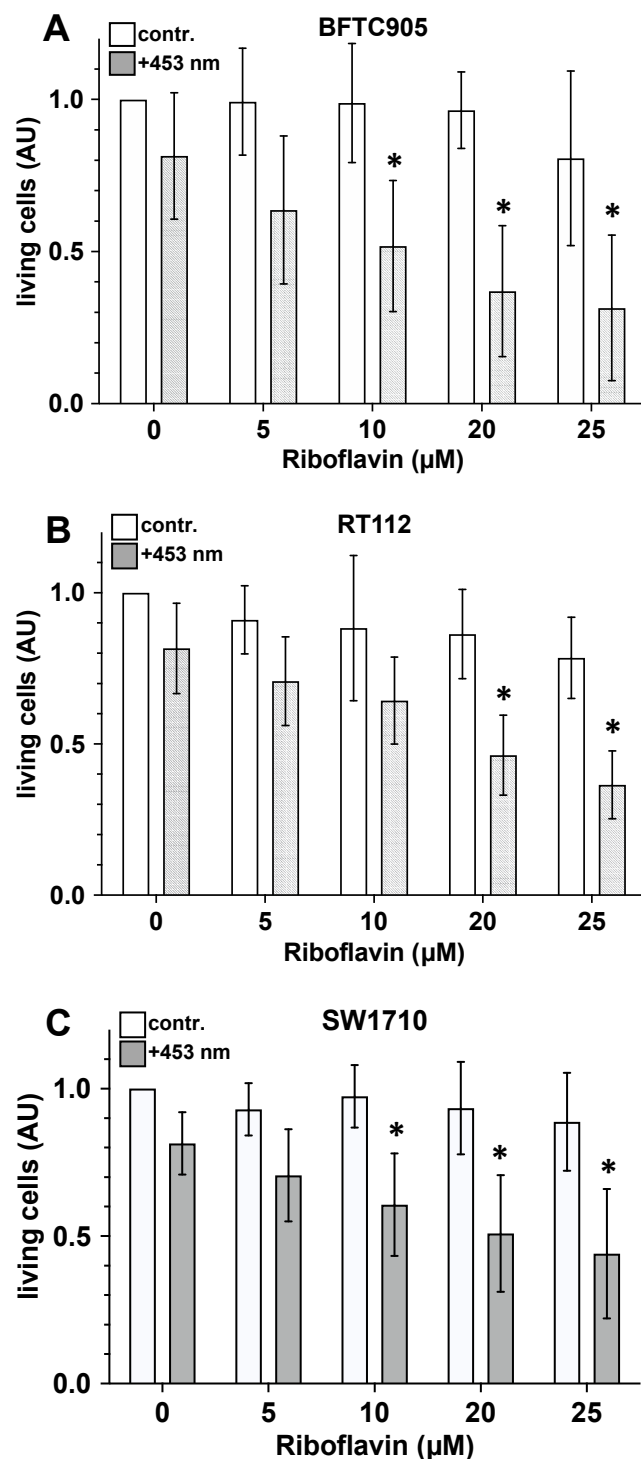 A
BFTC905
contr.
+453 nm
living cells (AU)
1.0
0.5
0.0
*
*
*
0 5 10 20 25
Riboflavin (µM)
B
RT112
contr.
+453 nm
living cells (AU)
1.0
0.5
0.0
*
*
0 5 10 20 25
Riboflavin (µM)
C
SW1710
contr.
+453 nm
living cells (AU)
1.0
0.5
0.0
*
*
*
0 5 10 20 25
Riboflavin (µM)